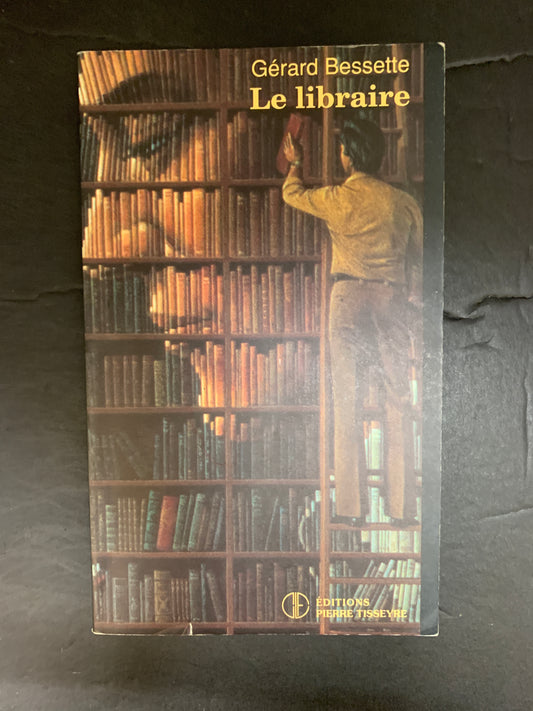 Gérard Bessette
Le libraire
ÉDITIONS
PIERRE TISSEYRE